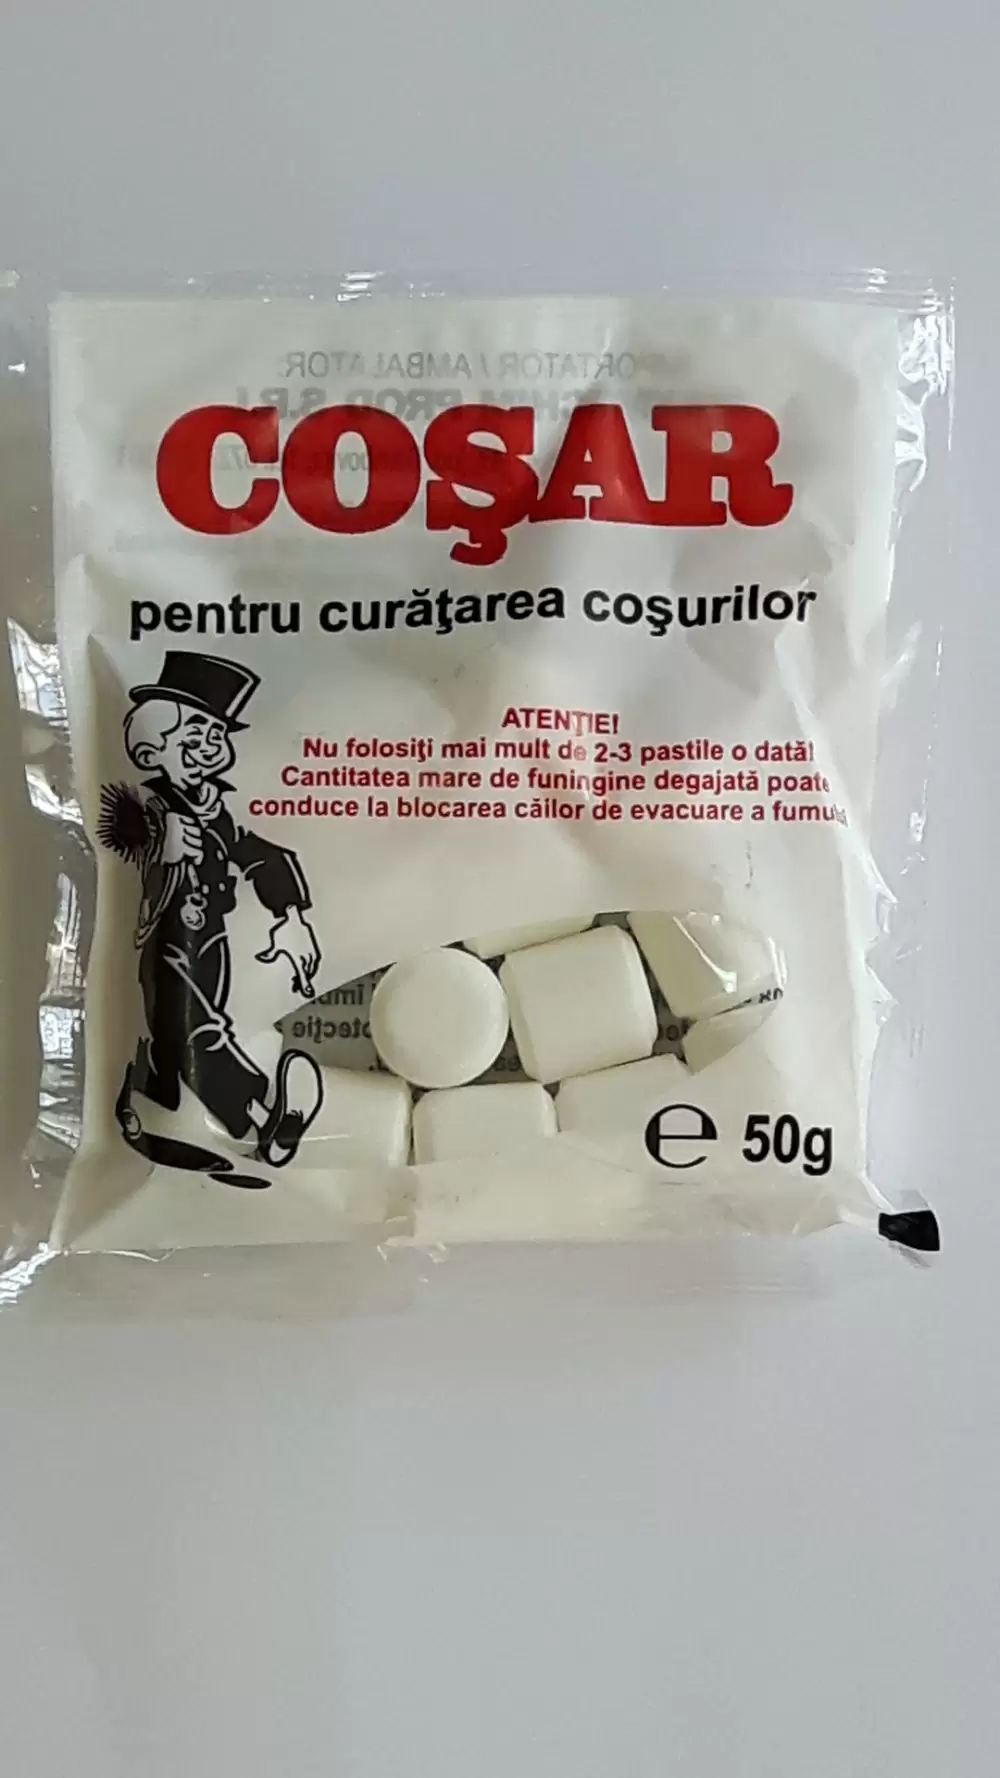 AMBALATOR:
COŞAR
pentru curăţarea coşurilor
ATENŢIE!
Nu folosiţi mai mult de 2-3 pastile o dată!
Cantitatea mare de funingine degajată poate
conduce la blocarea căilor de evacuare a fumului
℮ 50g